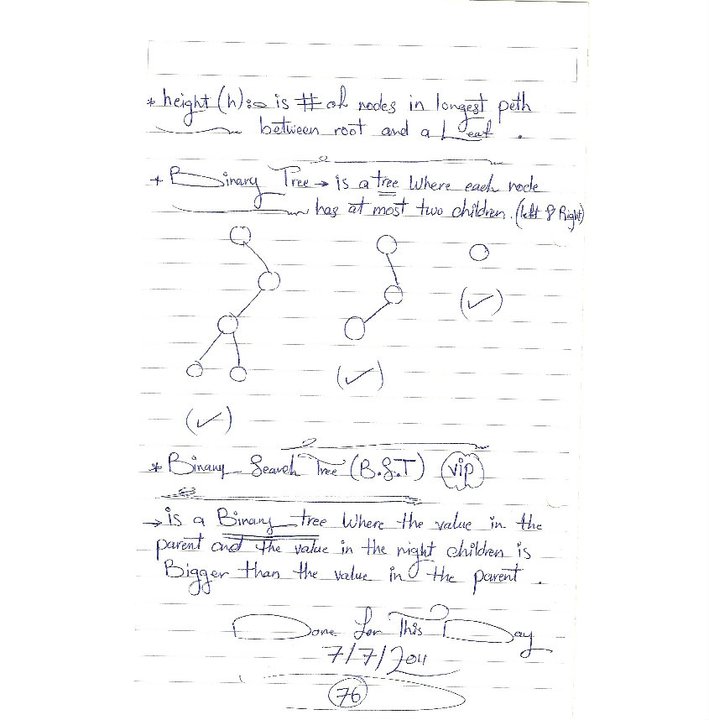 * height (h):- is # of nodes in longest path
between root and a Leaf .
* Binary Tree → is a tree Where each node
has at most two children. (left & Right)
(✓)
(✓)
(✓)
* Binary Search Tree (B.S.T) vip
→ is a Binary tree Where the value in the
parent and the value in the right children is
Bigger than the value in the parent .
Done For This Day
7/7/2011
76